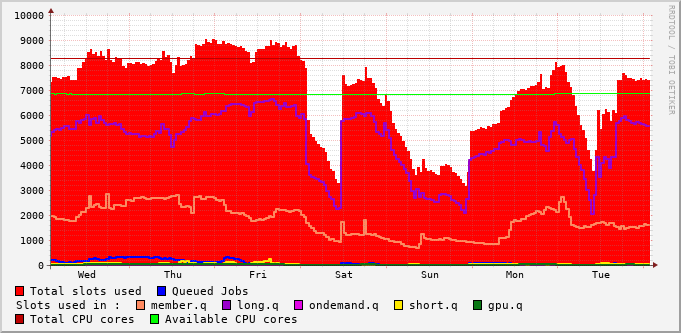 10000
9000
8000
7000
6000
5000
4000
3000
2000
1000
0
Wed Thu Fri Sat Sun Mon Tue
RRDTOOL / TOBI OETIKER
Total slots used Queued Jobs
Slots used in : member.q long.q ondemand.q short.q gpu.q
Total CPU cores Available CPU cores